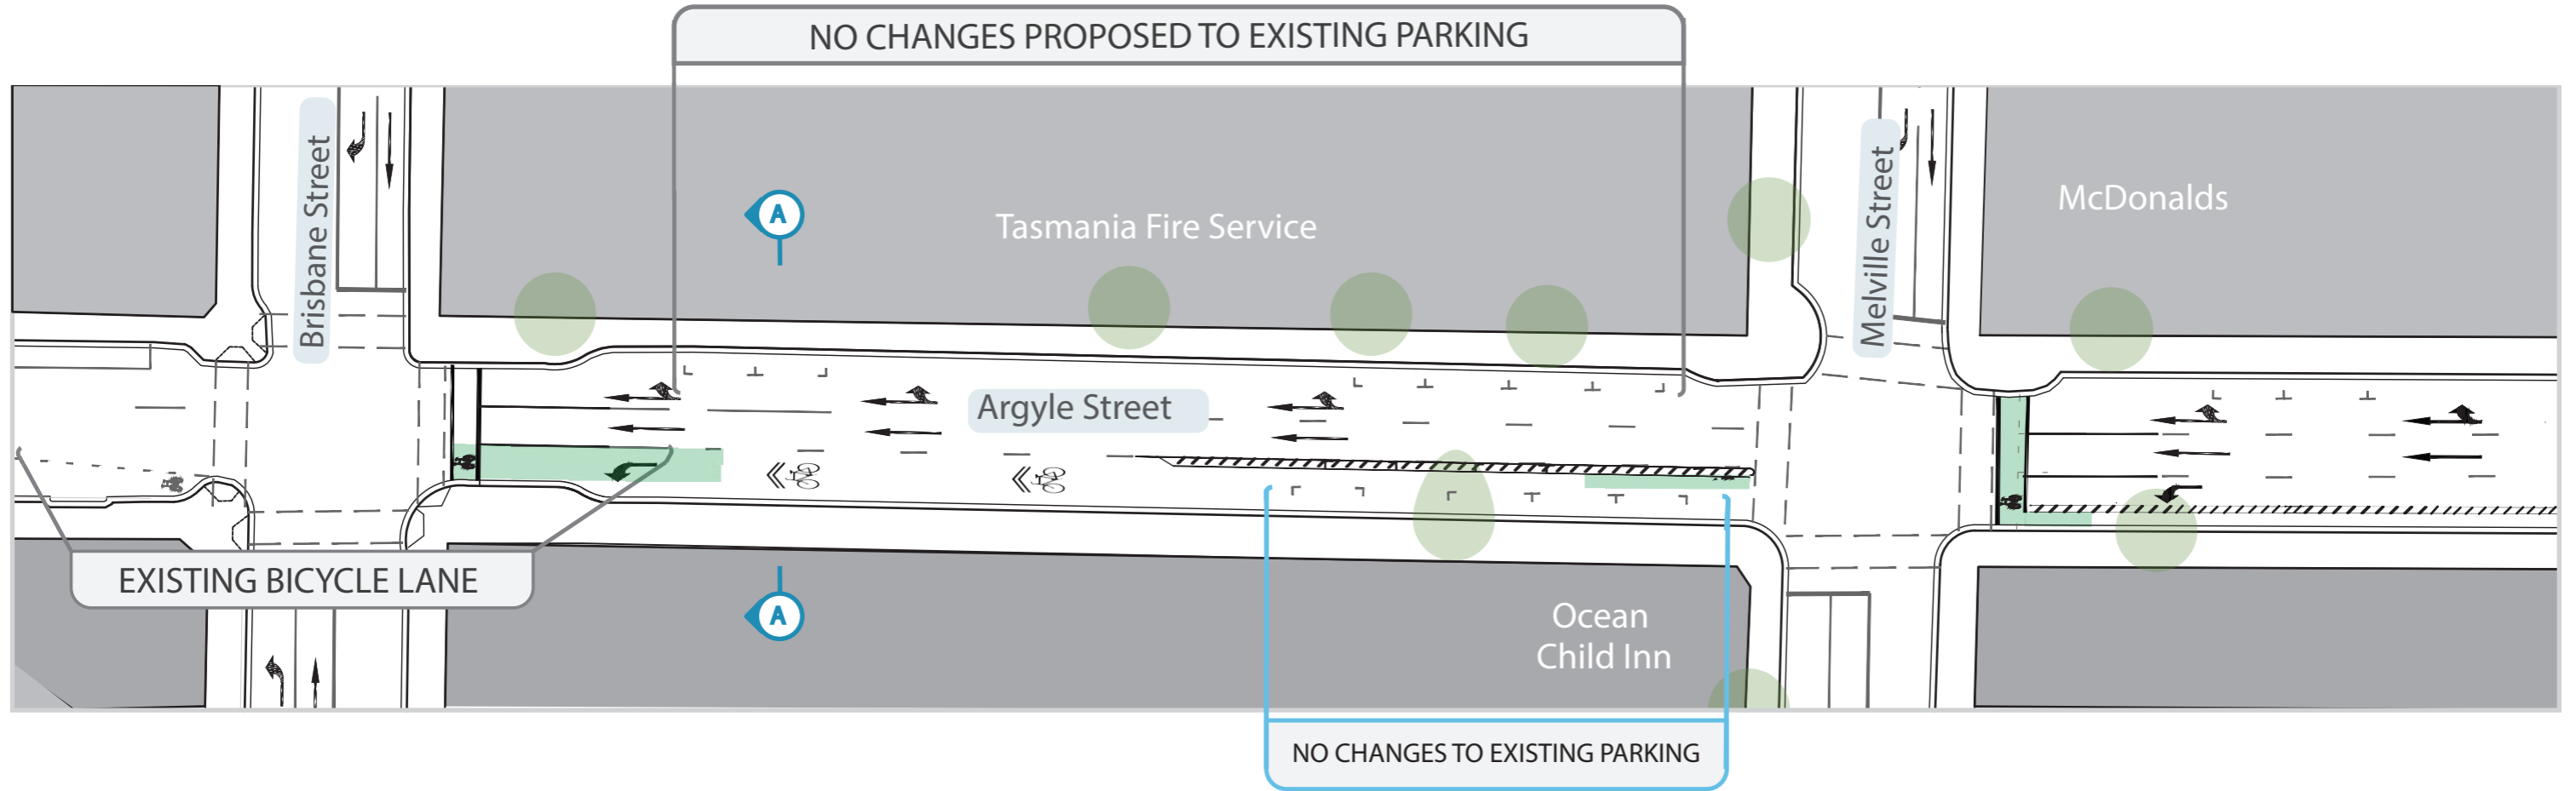 NO CHANGES PROPOSED TO EXISTING PARKING
Brisbane Street
A
Tasmania Fire Service
Melville Street
McDonalds
Argyle Street
EXISTING BICYCLE LANE
A
Ocean
Child Inn
NO CHANGES TO EXISTING PARKING